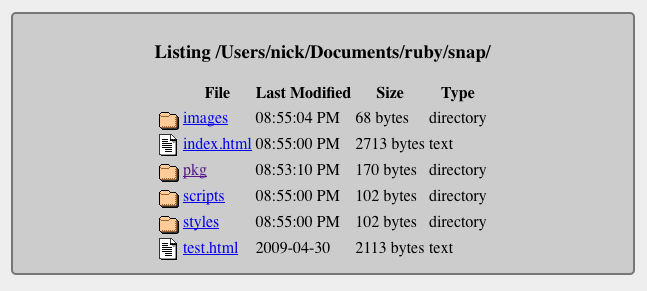 Listing /Users/nick/Documents/ruby/snap/
File Last Modified Size Type
images 08:55:04 PM 68 bytes directory
index.html 08:55:00 PM 2713 bytes text
pkg 08:53:10 PM 170 bytes directory
scripts 08:55:00 PM 102 bytes directory
styles 08:55:00 PM 102 bytes directory
test.html 2009-04-30 2113 bytes text